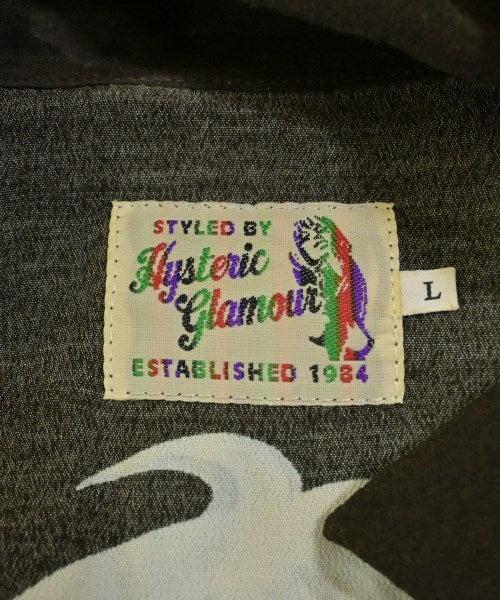 STYLED BY
Hysteric
Glamour
ESTABLISHED 1984
L